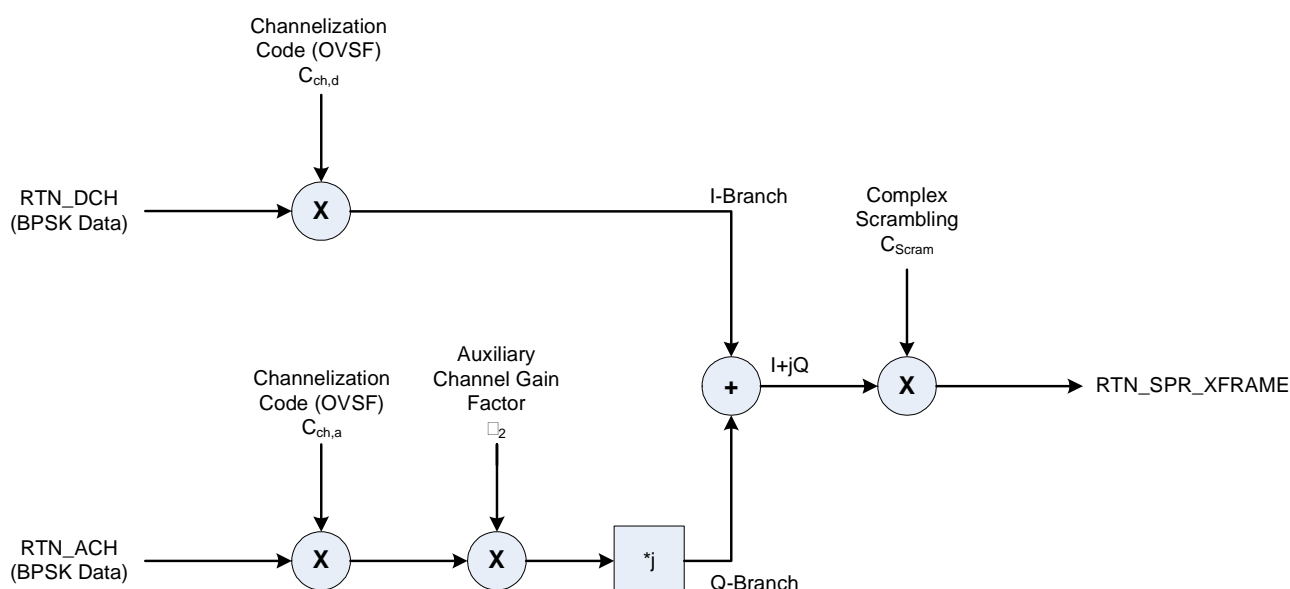 Channelization
Code (OVSF)
Cch,d
RTN_DCH
(BPSK Data)
X
I-Branch
Complex
Scrambling
CScram
Channelization
Code (OVSF)
Cch,a
Auxiliary
Channel Gain
Factor
□2
+
I+jQ
X
RTN_SPR_XFRAME
RTN_ACH
(BPSK Data)
X
X
*j
Q-Branch